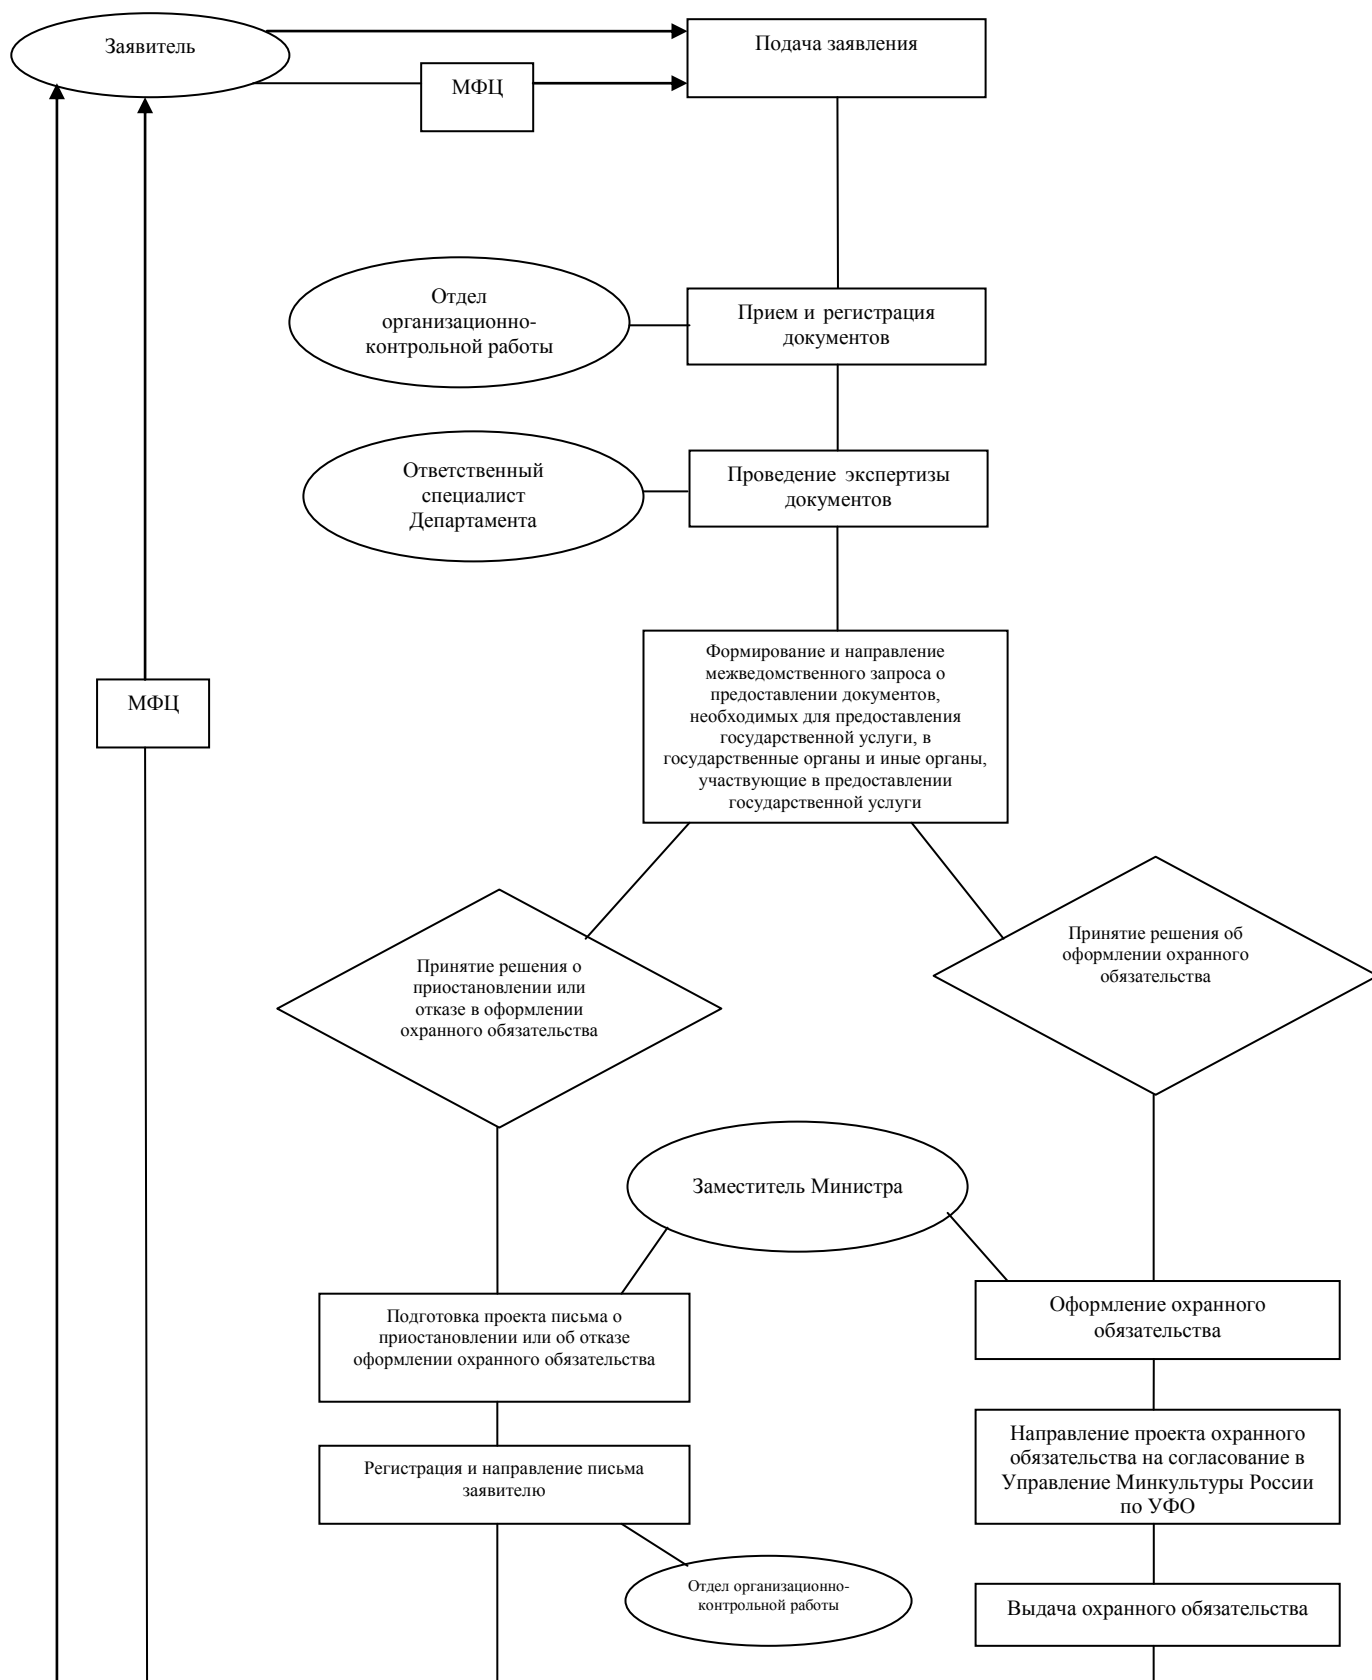 Заявитель
Подача заявления
МФЦ
Отдел
организационно-
контрольной работы
Прием и регистрация
документов
Ответственный
специалист
Департамента
Проведение экспертизы
документов
Формирование и направление
межведомственного запроса о
предоставлении документов,
необходимых для предоставления
государственной услуги, в
государственные органы и иные органы,
участвующие в предоставлении
государственной услуги
МФЦ
Принятие решения о
приостановлении или
отказе в оформлении
охранного обязательства
Принятие решения об
оформлении охранного
обязательства
Заместитель Министра
Подготовка проекта письма о
приостановлении или об отказе
оформлении охранного обязательства
Оформление охранного
обязательства
Регистрация и направление письма
заявителю
Направление проекта охранного
обязательства на согласование в
Управление Минкультуры России
по УФО
Отдел организационно-
контрольной работы
Выдача охранного обязательства